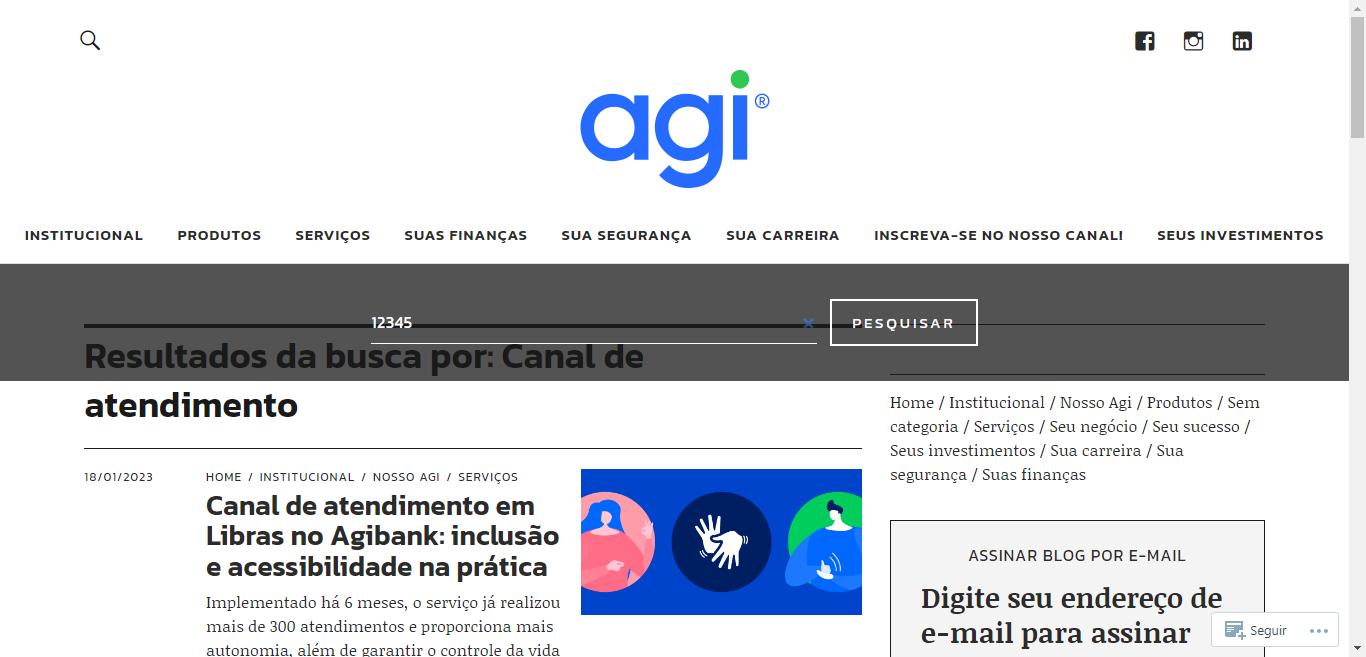 agi®
INSTITUCIONAL PRODUTOS SERVIÇOS SUAS FINANÇAS SUA SEGURANÇA SUA CARREIRA INSCREVA-SE NO NOSSO CANAL! SEUS INVESTIMENTOS
12345 × PESQUISAR
Resultados da busca por: Canal de
atendimento
18/01/2023
HOME / INSTITUCIONAL / NOSSO AGI / SERVIÇOS
Canal de atendimento em
Libras no Agibank: inclusão
e acessibilidade na prática
Implementado há 6 meses, o serviço já realizou
mais de 300 atendimentos e proporciona mais
autonomia, além de garantir o controle da vida
Home / Institucional / Nosso Agi / Produtos / Sem
categoria / Serviços / Seu negócio / Seu sucesso /
Seus investimentos / Sua carreira / Sua
segurança / Suas finanças
ASSINAR BLOG POR E-MAIL
Digite seu endereço de
e-mail para assinar
Seguir